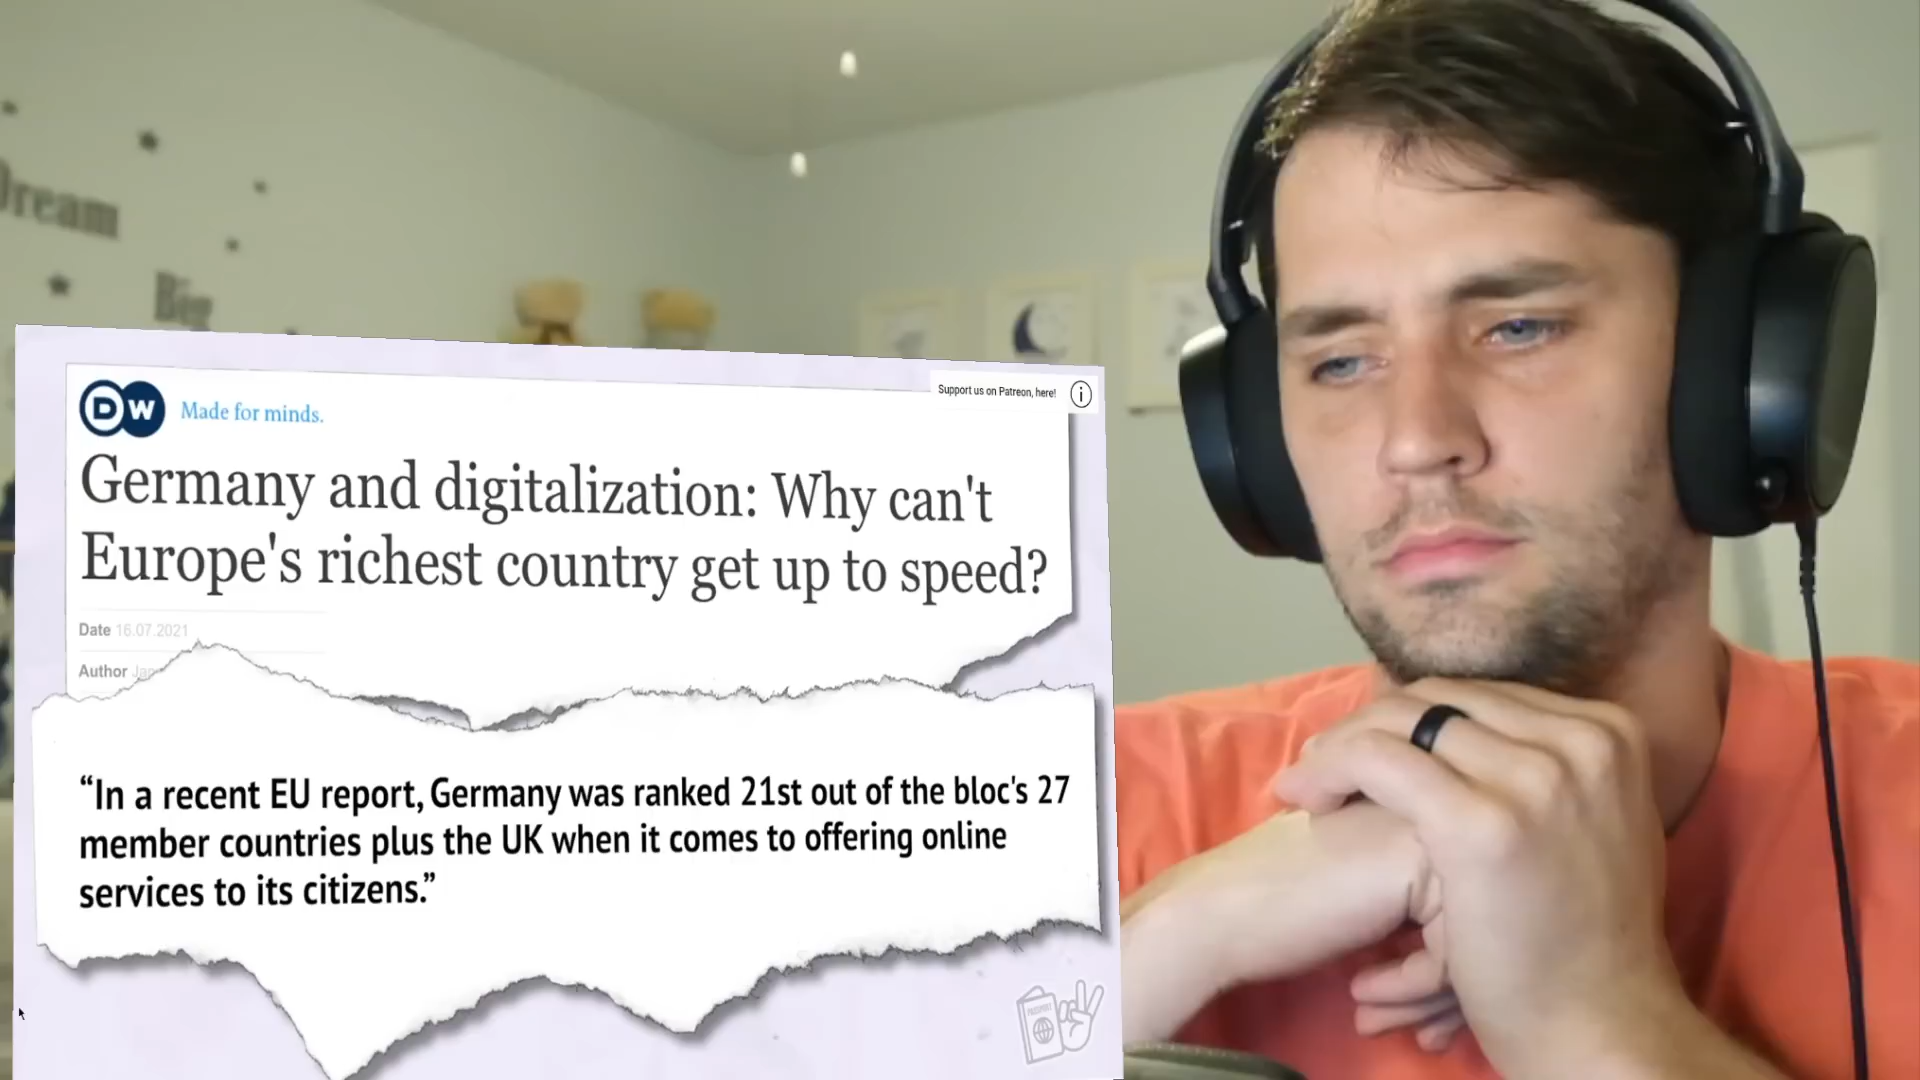 Dream
Big
DW Made for minds.
Support us on Patreon, here!
Germany and digitalization: Why can't
Europe's richest country get up to speed?
Date 16.07.2021
Author
“In a recent EU report, Germany was ranked 21st out of the bloc's 27
member countries plus the UK when it comes to offering online
services to its citizens.”
PASSPORT